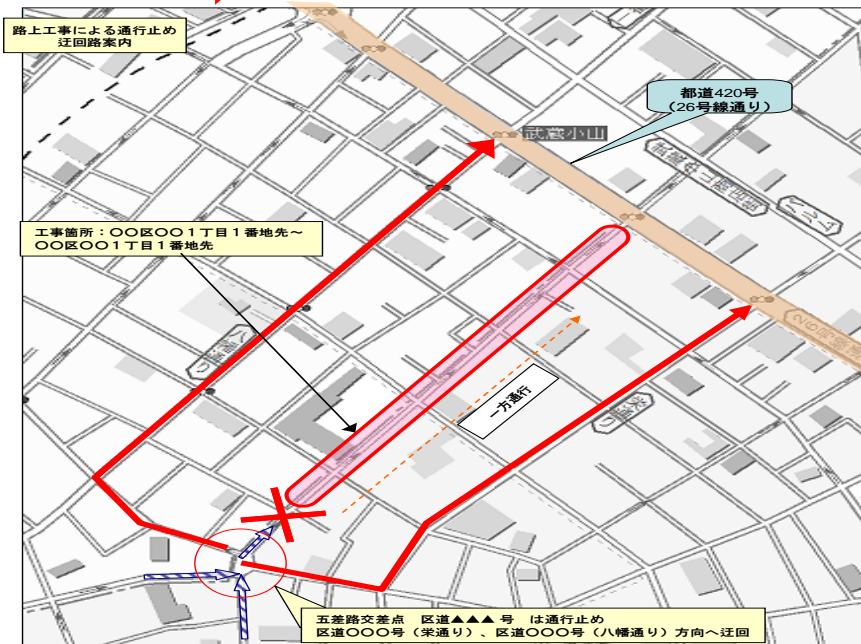 路上工事による通行止め
迂回路案内
都道420号
(26号線通り)
武蔵小山
工事箇所:〇〇区〇〇1丁目1番地先~
〇〇区〇〇1丁目1番地先
一方通行
五差路交差点 区道▲▲▲号 は通行止め
区道〇〇〇号(栄通り)、区道〇〇〇号(八幡通り)方向へ迂回